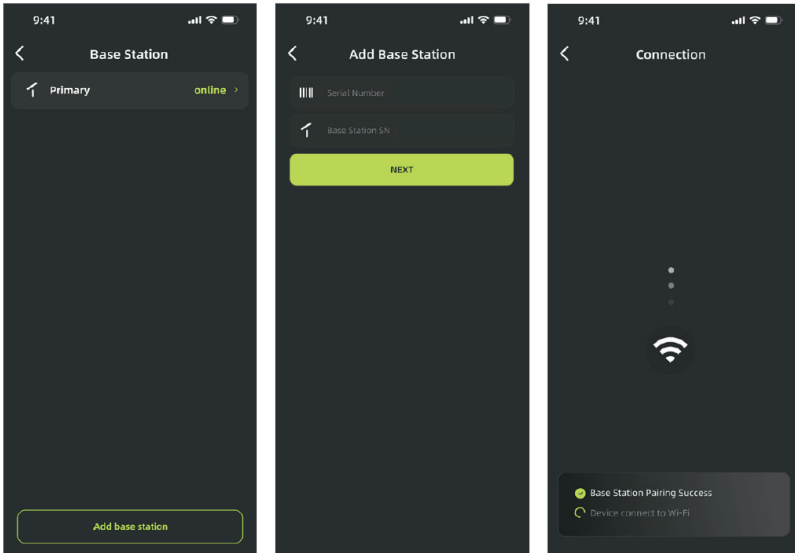 9:41
Base Station
Primary
online
Add base station
9:41
Add Base Station
Serial Number
Base Station SN
NEXT
9:41
Connection
Base Station Pairing Success
Device connect to Wi-Fi